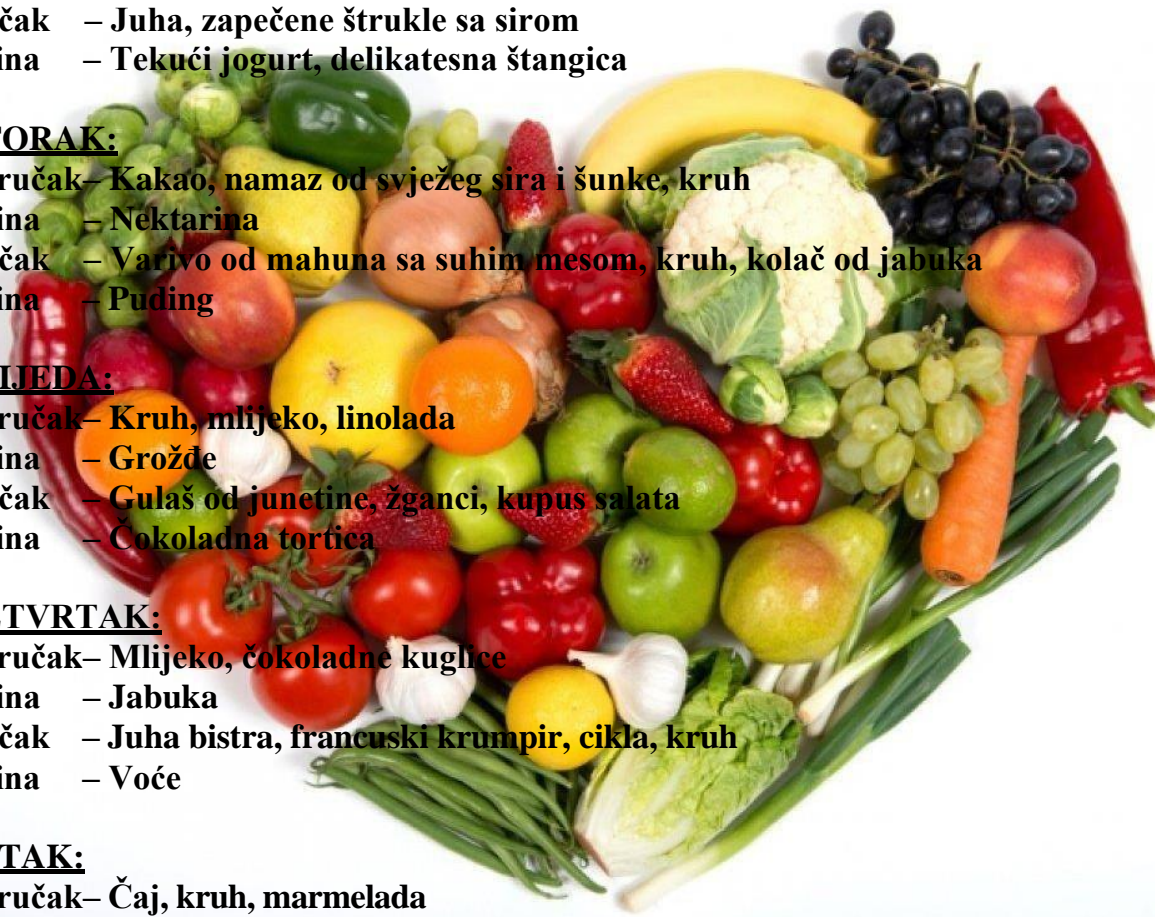 čak – Juha, zapečene štrukle sa sirom
ina – Tekući jogurt, delikatesna štangica
TORAK:
ručak– Kakao, namaz od svježeg sira i šunke, kruh
ina – Nektarina
čak – Varivo od mahuna sa suhim mesom, kruh, kolač od jabuka
ina – Puding
IJEDA:
ručak– Kruh, mlijeko, linolada
ina – Grožđe
čak – Gulaš od junetine, žganci, kupus salata
ina – Čokoladna tortica
TVRTAK:
ručak– Mlijeko, čokoladne kuglice
ina – Jabuka
čak – Juha bistra, francuski krumpir, cikla, kruh
ina – Voće
TAK:
ručak– Čaj, kruh, marmelada